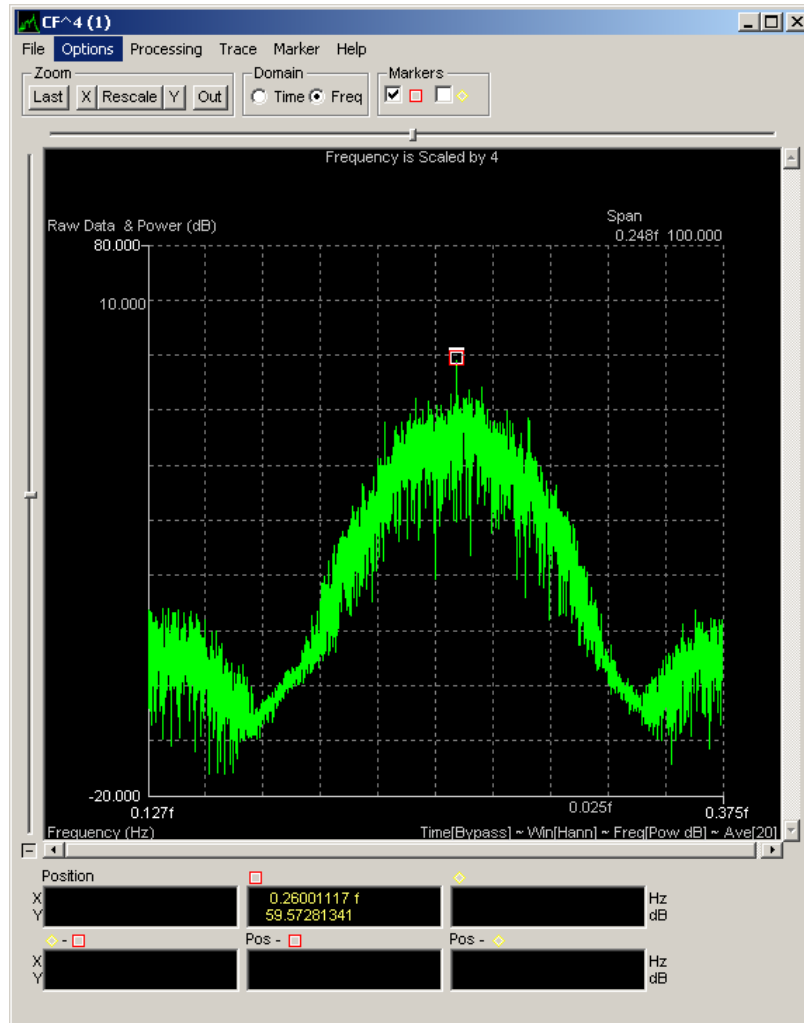 CF^4 (1)
File Options Processing Trace Marker Help
Zoom Domain Markers
Last X Rescale Y Out Time Freq
Frequency is Scaled by 4
Span
Raw Data & Power (dB)
0.248f 100.000
80.000
10.000
-20.000
0.127f 0.025f 0.375f
Frequency (Hz) Time[Bypass] ~ Win[Hann] ~ Freq[Pow dB] ~ Ave[20]
Position
X 0.26001117 f Hz
Y 59.57281341 dB
- Pos - Pos -
X Hz
Y dB